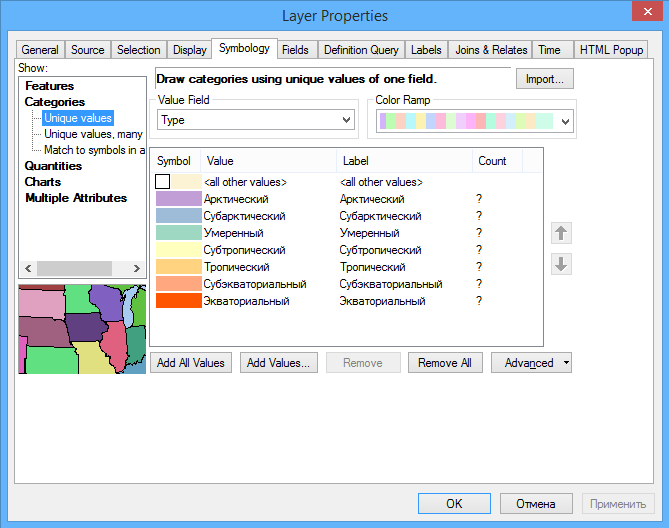 Layer Properties
General Source Selection Display Symbology Fields Definition Query Labels Joins & Relates Time HTML Popup
Show:
Features
Categories
Unique values
Unique values, many
Match to symbols in a
Quantities
Charts
Multiple Attributes
Draw categories using unique values of one field.
Import...
Value Field
Type
Color Ramp
Symbol Value Label Count
<all other values> <all other values>
Арктический Арктический ?
Субарктический Субарктический ?
Умеренный Умеренный ?
Субтропический Субтропический ?
Тропический Тропический ?
Субэкваториальный Субэкваториальный ?
Экваториальный Экваториальный ?
Add All Values Add Values... Remove Remove All Advanced
OK Отмена Применить